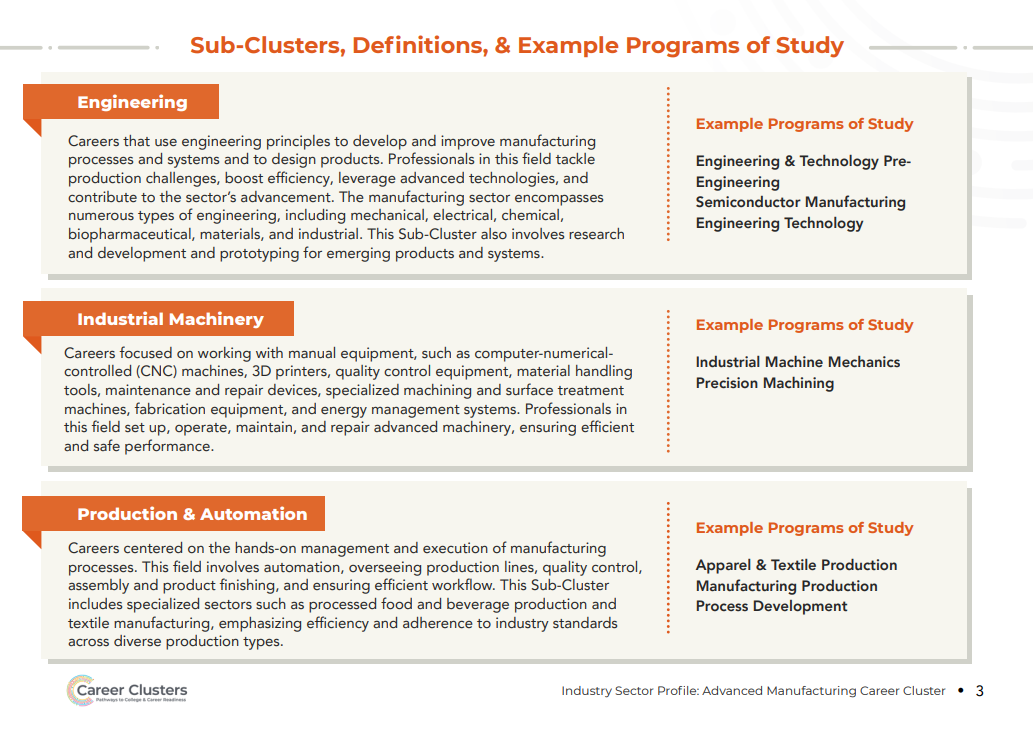 Sub-Clusters, Definitions, & Example Programs of Study
Engineering
Careers that use engineering principles to develop and improve manufacturing
processes and systems and to design products. Professionals in this field tackle
production challenges, boost efficiency, leverage advanced technologies, and
contribute to the sector’s advancement. The manufacturing sector encompasses
numerous types of engineering, including mechanical, electrical, chemical,
biopharmaceutical, materials, and industrial. This Sub-Cluster also involves research
and development and prototyping for emerging products and systems.
Example Programs of Study
Engineering & Technology Pre-
Engineering
Semiconductor Manufacturing
Engineering Technology
Industrial Machinery
Careers focused on working with manual equipment, such as computer-numerical-
controlled (CNC) machines, 3D printers, quality control equipment, material handling
tools, maintenance and repair devices, specialized machining and surface treatment
machines, fabrication equipment, and energy management systems. Professionals in
this field set up, operate, maintain, and repair advanced machinery, ensuring efficient
and safe performance.
Example Programs of Study
Industrial Machine Mechanics
Precision Machining
Production & Automation
Careers centered on the hands-on management and execution of manufacturing
processes. This field involves automation, overseeing production lines, quality control,
assembly and product finishing, and ensuring efficient workflow. This Sub-Cluster
includes specialized sectors such as processed food and beverage production and
textile manufacturing, emphasizing efficiency and adherence to industry standards
across diverse production types.
Example Programs of Study
Apparel & Textile Production
Manufacturing Production
Process Development
Career Clusters
Pathways to College & Career Readiness
Industry Sector Profile: Advanced Manufacturing Career Cluster • 3